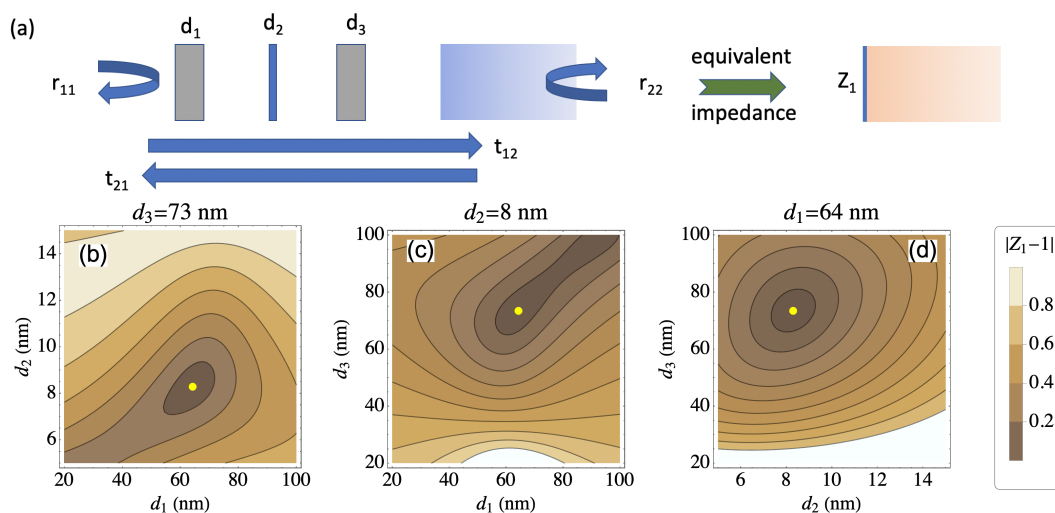 (a)
d1
d2
d3
r11
r22
equivalent
impedance
Z1
t12
t21
d3=73 nm
d2=8 nm
d1=64 nm
(b)
14
12
10
8
6
d2 (nm)
20 40 60 80 100
d1 (nm)
(c)
100
80
60
40
20
d3 (nm)
20 40 60 80 100
d1 (nm)
(d)
100
80
60
40
20
d3 (nm)
6 8 10 12 14
d2 (nm)
|Z1−1|
0.8
0.6
0.4
0.2